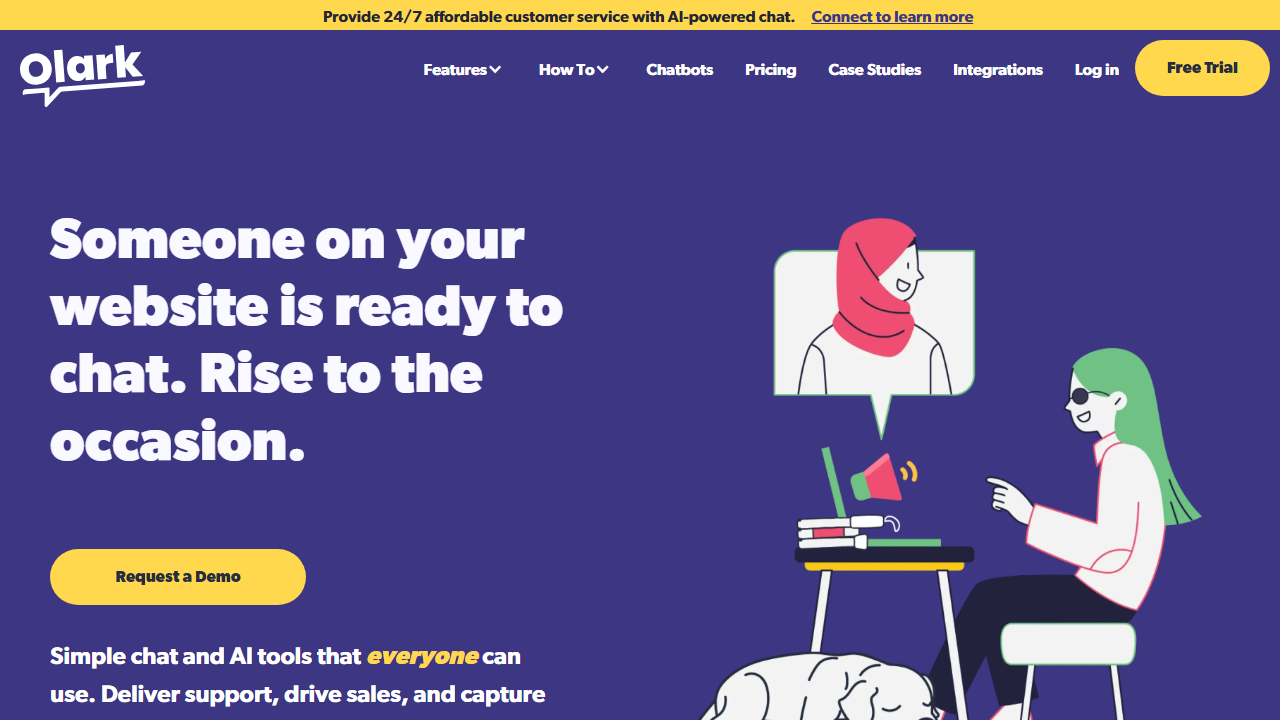 Provide 24/7 affordable customer service with AI-powered chat. Connect to learn more
Olark
Features How To Chatbots Pricing Case Studies Integrations Log in Free Trial
Someone on your
website is ready to
chat. Rise to the
occasion.
Request a Demo
Simple chat and AI tools that everyone can
use. Deliver support, drive sales, and capture